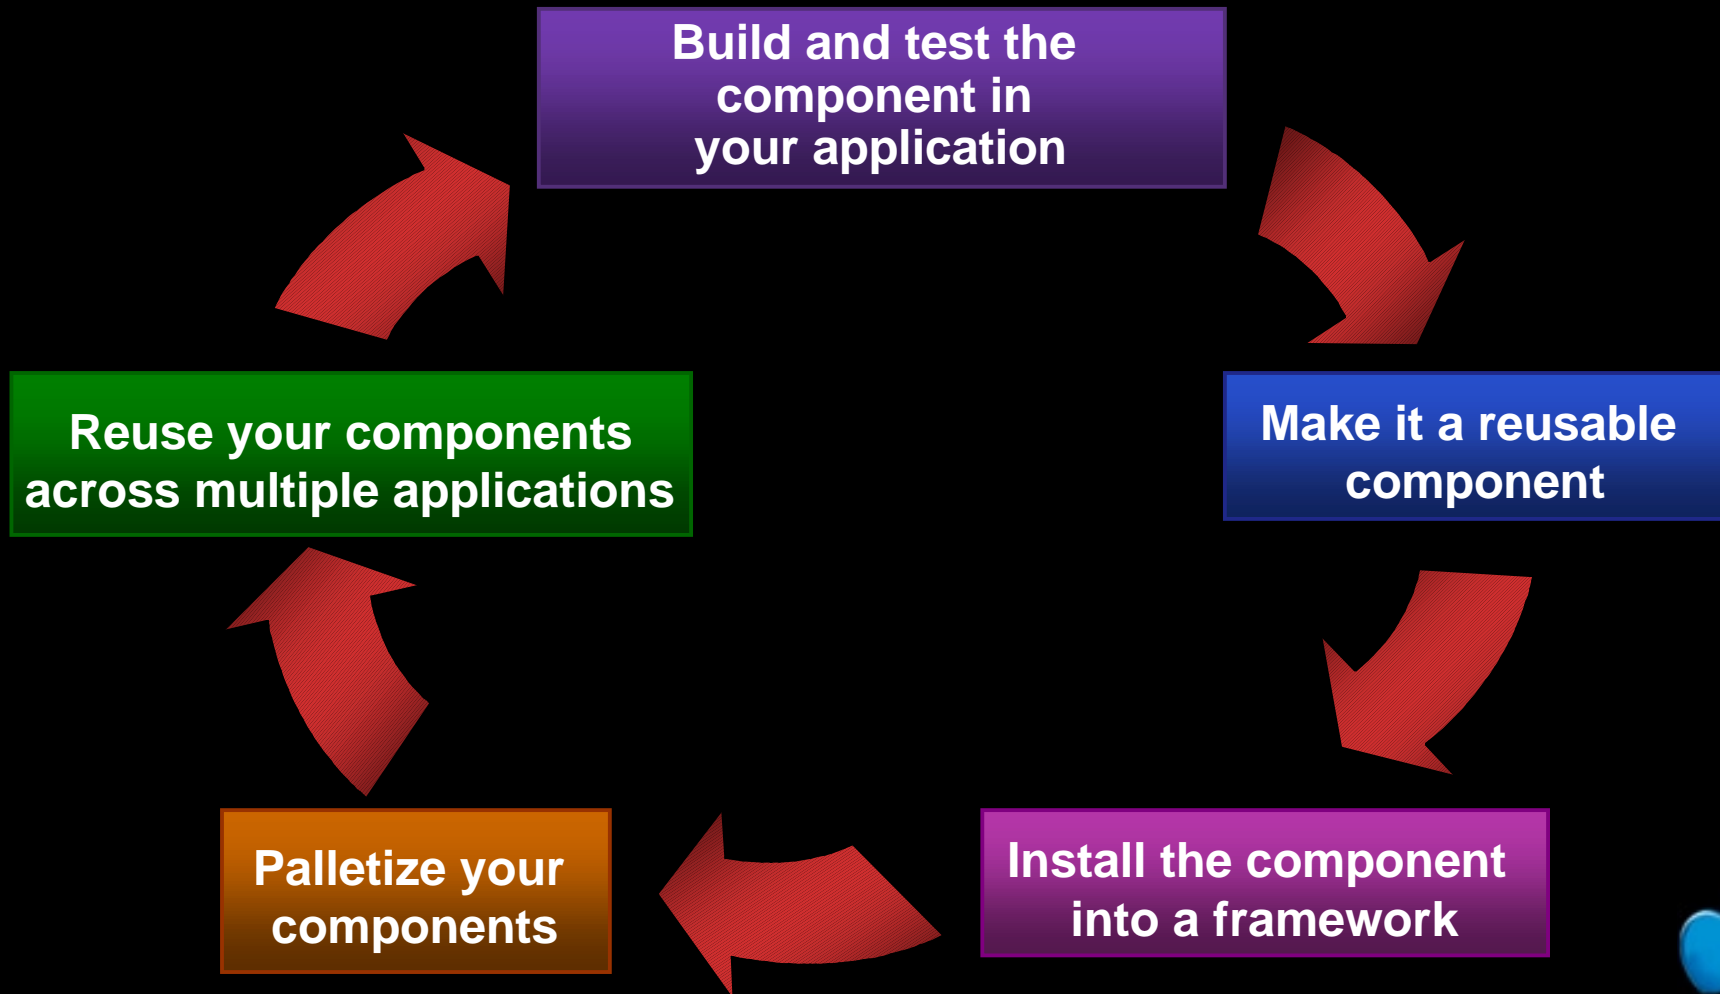 Build and test the
component in
your application
Make it a reusable
component
Install the component
into a framework
Palletize your
components
Reuse your components
across multiple applications